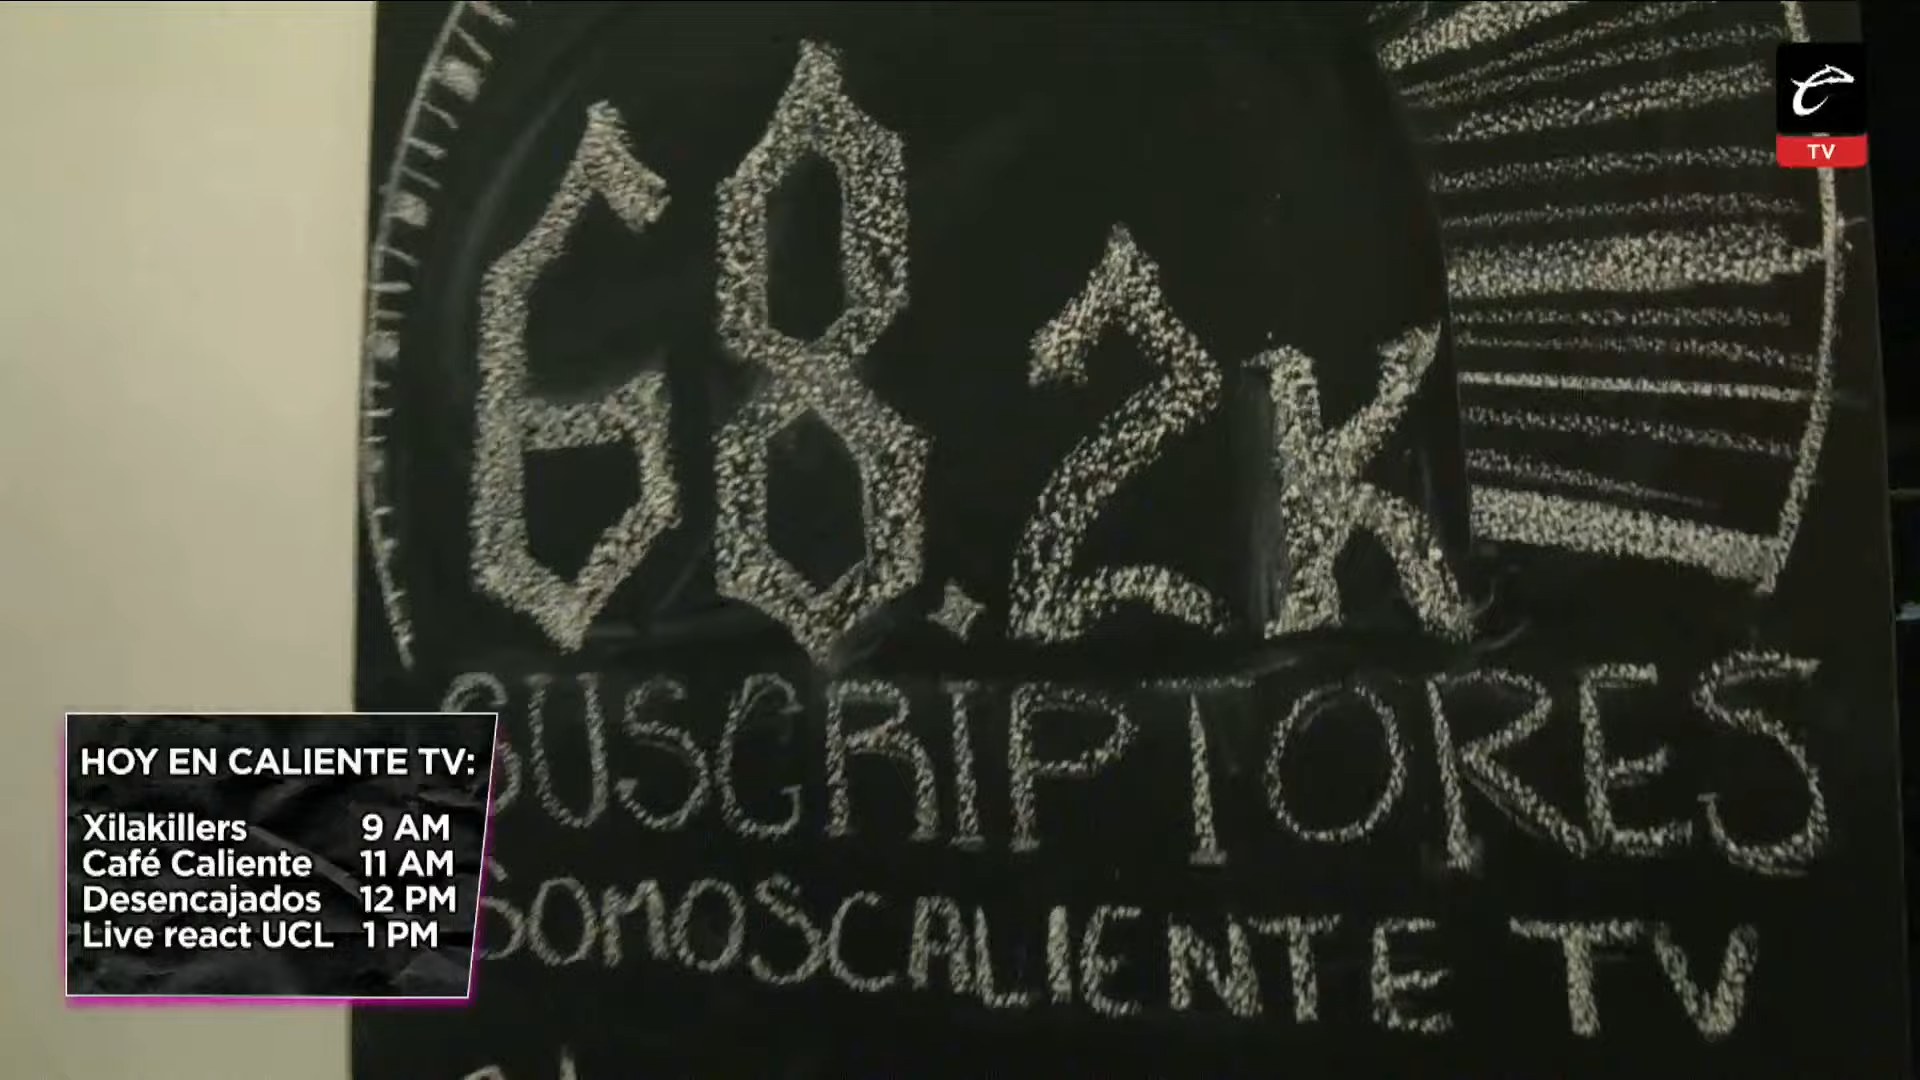 68.2K
SUSCRIPTORES
SOMOSCALIENTE TV
TV
HOY EN CALIENTE TV:
Xilakillers 9 AM
Café Caliente 11 AM
Desencajados 12 PM
Live react UCL 1 PM